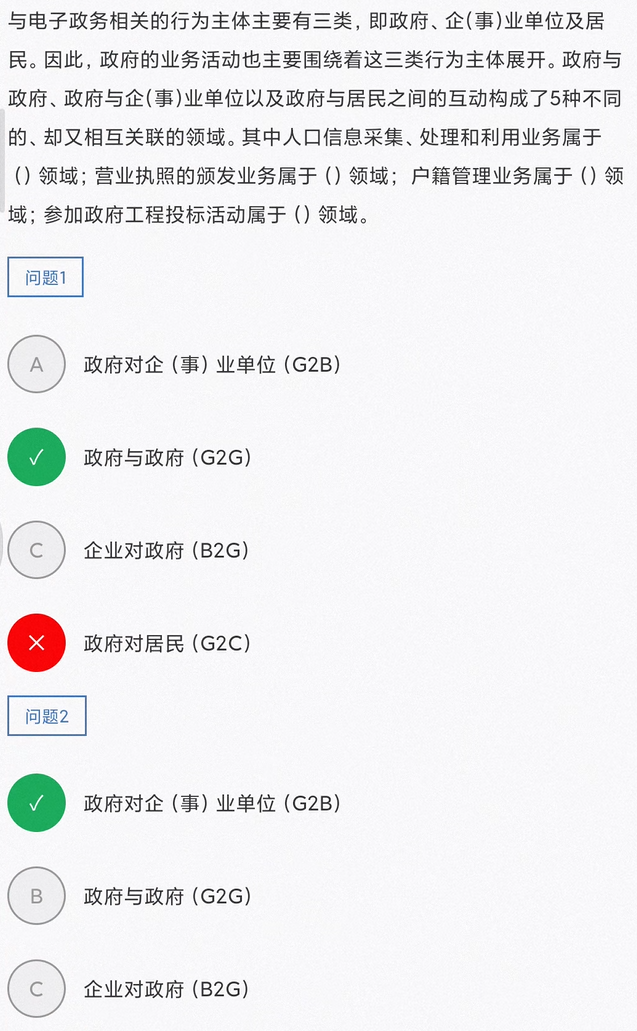 与电子政务相关的行为主体主要有三类，即政府、企(事)业单位及居
民。因此，政府的业务活动也主要围绕着这三类行为主体展开。政府与
政府、政府与企(事)业单位以及政府与居民之间的互动构成了5种不同
的、却又相互关联的领域。其中人口信息采集、处理和利用业务属于
（）领域；营业执照的颁发业务属于（）领域； 户籍管理业务属于（）领
域；参加政府工程投标活动属于（）领域。
问题1
A 政府对企（事）业单位（G2B）
✓ 政府与政府（G2G）
C 企业对政府（B2G）
× 政府对居民（G2C）
问题2
✓ 政府对企（事）业单位（G2B）
B 政府与政府（G2G）
C 企业对政府（B2G）